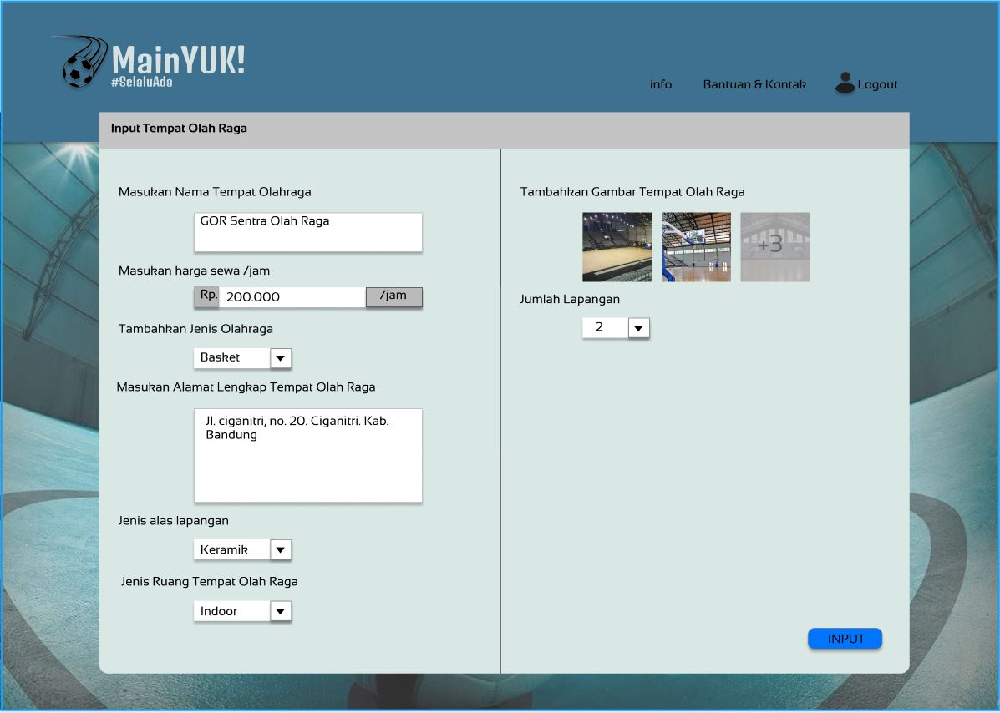 MainYUK!
#SelaluAda
info
Bantuan & Kontak
Logout
Input Tempat Olah Raga
Masukan Nama Tempat Olahraga
GOR Sentra Olah Raga
Masukan harga sewa /jam
Rp.
200.000
/jam
Tambahkan Jenis Olahraga
Basket
Masukan Alamat Lengkap Tempat Olah Raga
Jl. ciganitri, no. 20. Ciganitri. Kab.
Bandung
Jenis alas lapangan
Keramik
Jenis Ruang Tempat Olah Raga
Indoor
Tambahkan Gambar Tempat Olah Raga
+3
Jumlah Lapangan
2
INPUT